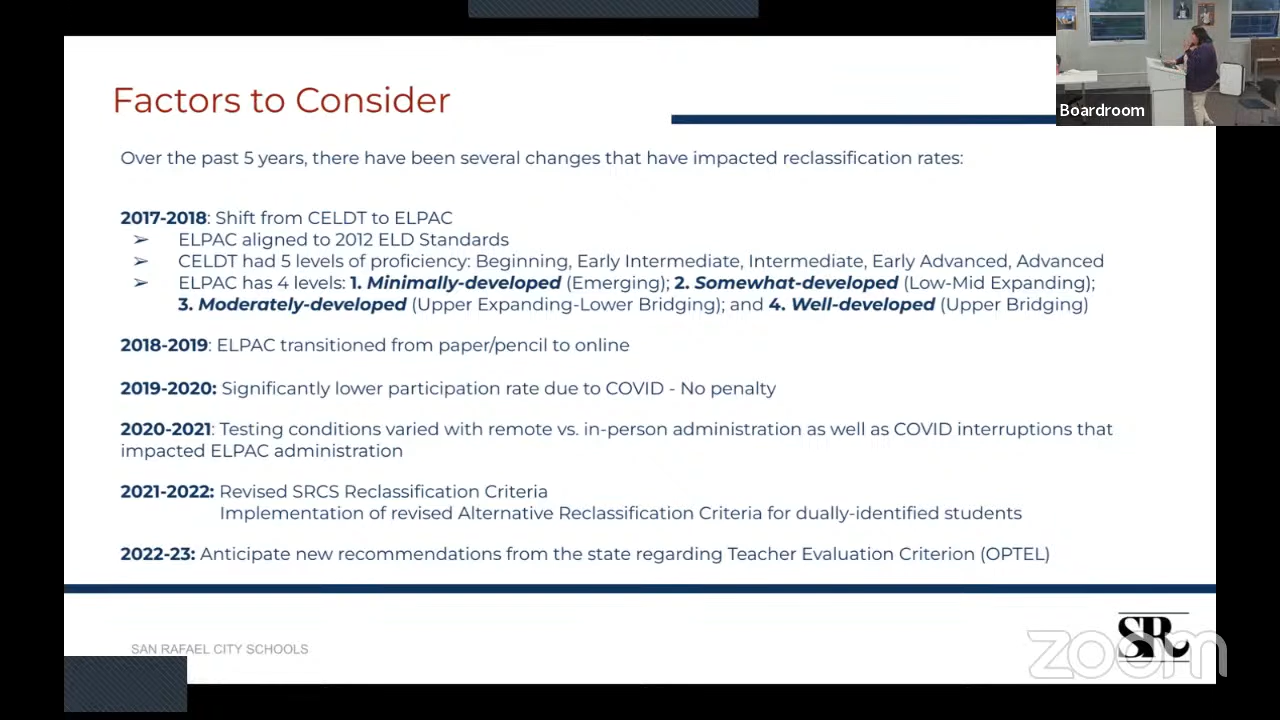 Boardroom
Factors to Consider
Over the past 5 years, there have been several changes that have impacted reclassification rates:
2017-2018: Shift from CELDT to ELPAC
➢ ELPAC aligned to 2012 ELD Standards
➢ CELDT had 5 levels of proficiency: Beginning, Early Intermediate, Intermediate, Early Advanced, Advanced
➢ ELPAC has 4 levels: 1. Minimally-developed (Emerging); 2. Somewhat-developed (Low-Mid Expanding);
3. Moderately-developed (Upper Expanding-Lower Bridging); and 4. Well-developed (Upper Bridging)
2018-2019: ELPAC transitioned from paper/pencil to online
2019-2020: Significantly lower participation rate due to COVID - No penalty
2020-2021: Testing conditions varied with remote vs. in-person administration as well as COVID interruptions that
impacted ELPAC administration
2021-2022: Revised SRCS Reclassification Criteria
Implementation of revised Alternative Reclassification Criteria for dually-identified students
2022-23: Anticipate new recommendations from the state regarding Teacher Evaluation Criterion (OPTEL)
SAN RAFAEL CITY SCHOOLS
SR
zoom